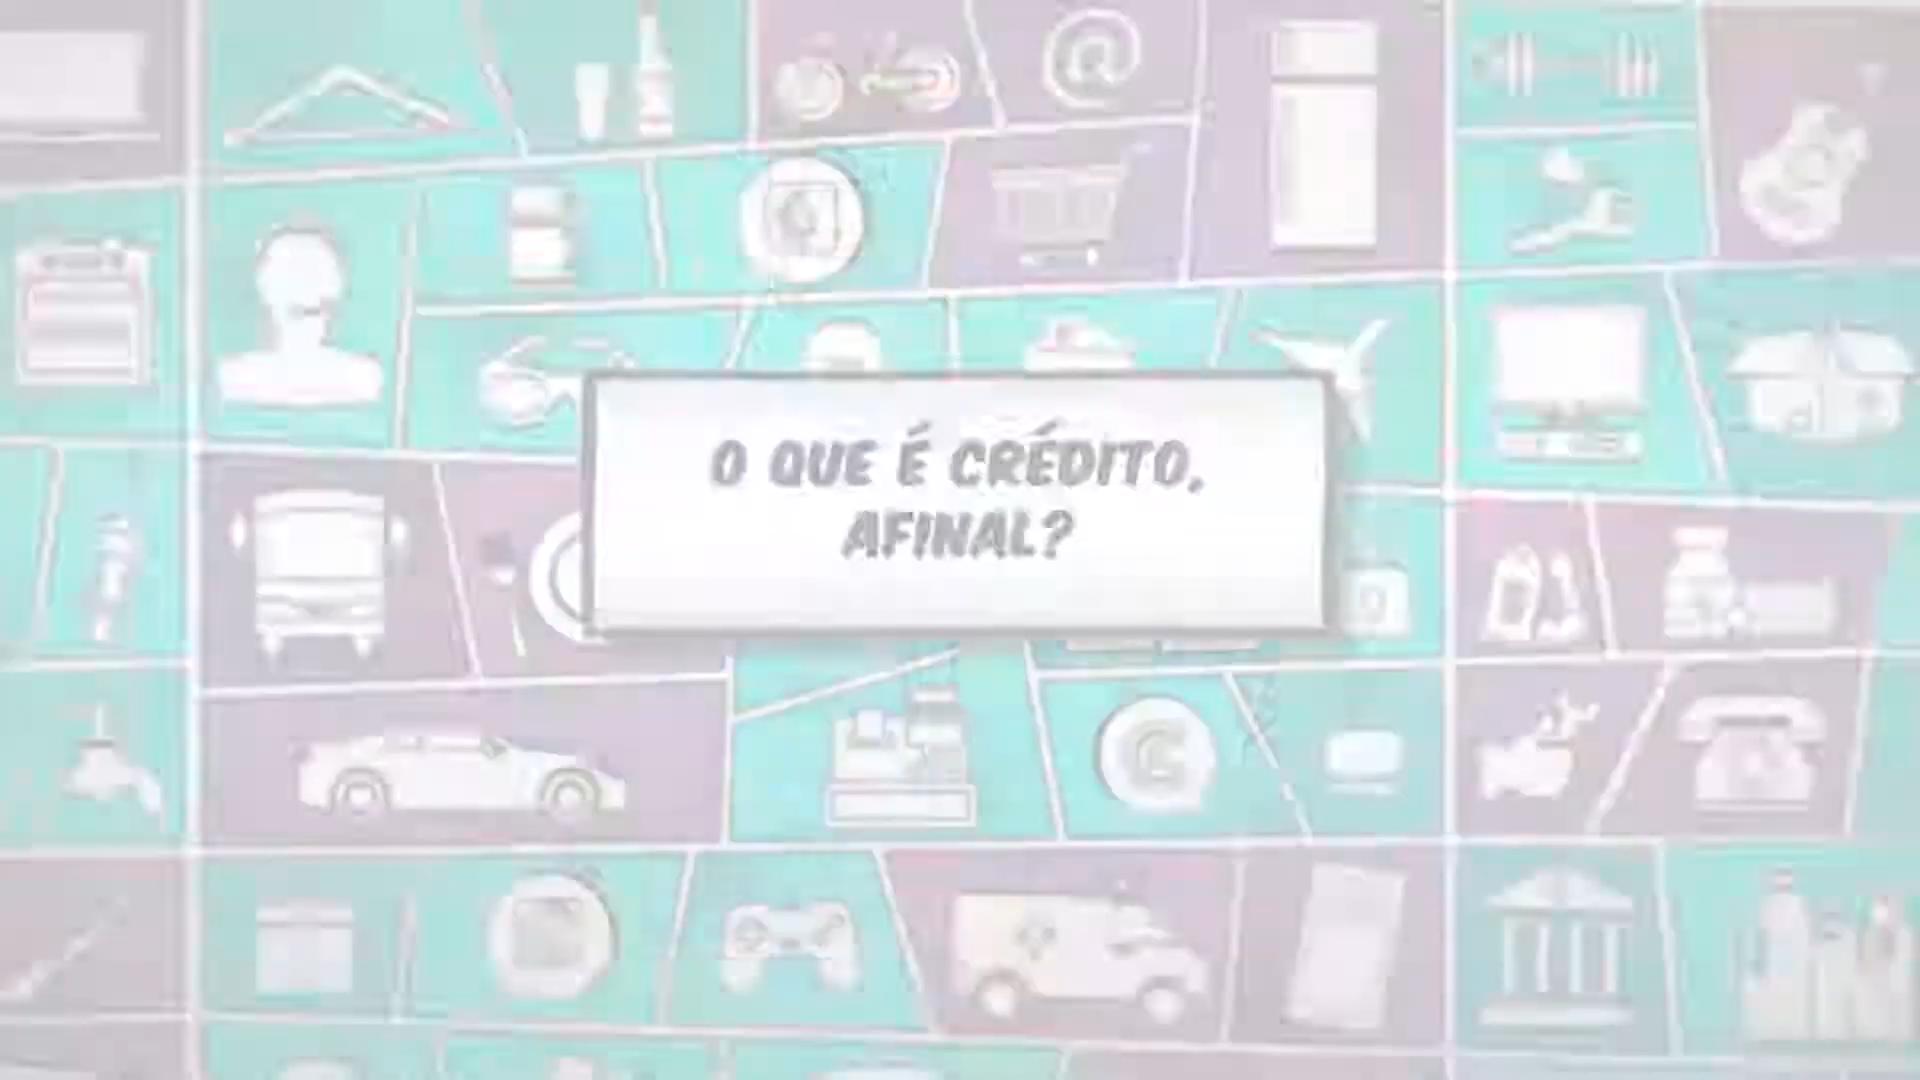 @
O QUE É CRÉDITO,
AFINAL?